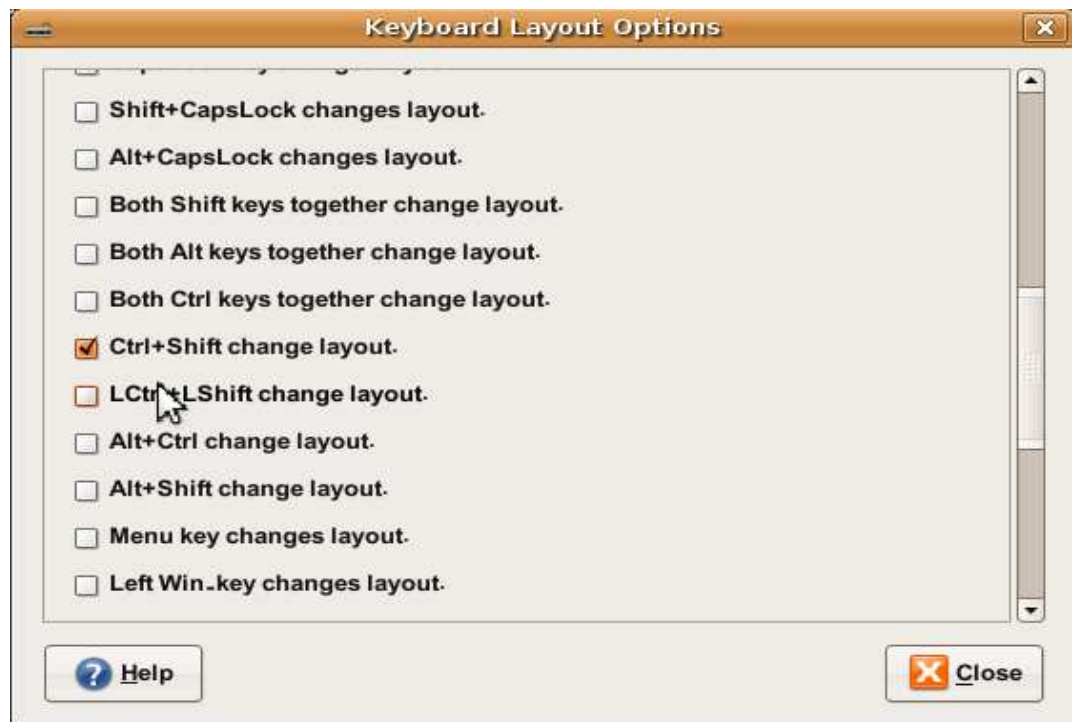 Keyboard Layout Options
Shift+CapsLock changes layout.
Alt+CapsLock changes layout.
Both Shift keys together change layout.
Both Alt keys together change layout.
Both Ctrl keys together change layout.
Ctrl+Shift change layout.
LCtrl+LShift change layout.
Alt+Ctrl change layout.
Alt+Shift change layout.
Menu key changes layout.
Left Win-key changes layout.
Help
Close